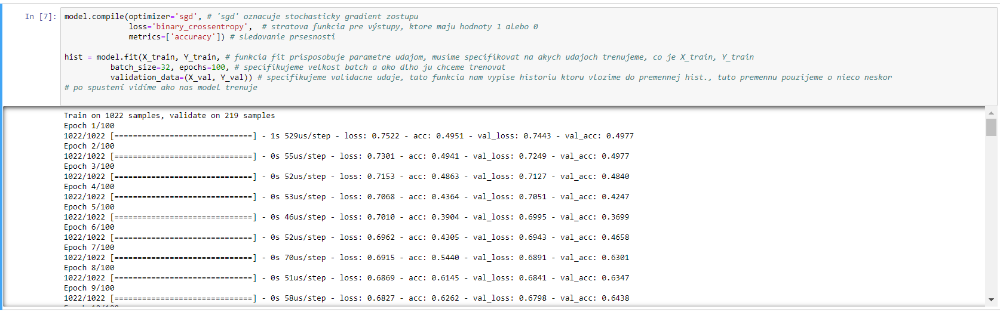 In [7]: model.compile(optimizer='sgd', # 'sgd' oznacuje stochasticky gradient zostupu
loss='binary_crossentropy',  # stratova funkcia pre výstupy, ktore maju hodnoty 1 alebo 0
metrics=['accuracy']) # sledovanie prsesnosti
hist = model.fit(X_train, Y_train, # funkcia fit prisposobuje parametre udajom, musime specifikovat na akych udajoch trenujeme, co je X_train, Y_train
batch_size=32, epochs=100, # specifikujeme velkost batch a ako dlho ju chceme trenovat
validation_data=(X_val, Y_val)) # specifikujeme validacne udaje, tato funkcia nam vypise historiu ktoru vlozime do premennej hist., tuto premennu pouzijeme o nieco neskor
# po spustení vidíme ako nas model trenuje
Train on 1022 samples, validate on 219 samples
Epoch 1/100
1022/1022 [==============================] - 1s 529us/step - loss: 0.7522 - acc: 0.4951 - val_loss: 0.7443 - val_acc: 0.4977
Epoch 2/100
1022/1022 [==============================] - 0s 55us/step - loss: 0.7301 - acc: 0.4941 - val_loss: 0.7249 - val_acc: 0.4977
Epoch 3/100
1022/1022 [==============================] - 0s 52us/step - loss: 0.7153 - acc: 0.4863 - val_loss: 0.7127 - val_acc: 0.4840
Epoch 4/100
1022/1022 [==============================] - 0s 53us/step - loss: 0.7068 - acc: 0.4364 - val_loss: 0.7051 - val_acc: 0.4247
Epoch 5/100
1022/1022 [==============================] - 0s 46us/step - loss: 0.7010 - acc: 0.3904 - val_loss: 0.6995 - val_acc: 0.3699
Epoch 6/100
1022/1022 [==============================] - 0s 52us/step - loss: 0.6962 - acc: 0.4305 - val_loss: 0.6943 - val_acc: 0.4658
Epoch 7/100
1022/1022 [==============================] - 0s 70us/step - loss: 0.6915 - acc: 0.5440 - val_loss: 0.6891 - val_acc: 0.6301
Epoch 8/100
1022/1022 [==============================] - 0s 51us/step - loss: 0.6869 - acc: 0.6145 - val_loss: 0.6841 - val_acc: 0.6347
Epoch 9/100
1022/1022 [==============================] - 0s 58us/step - loss: 0.6827 - acc: 0.6262 - val_loss: 0.6798 - val_acc: 0.6438